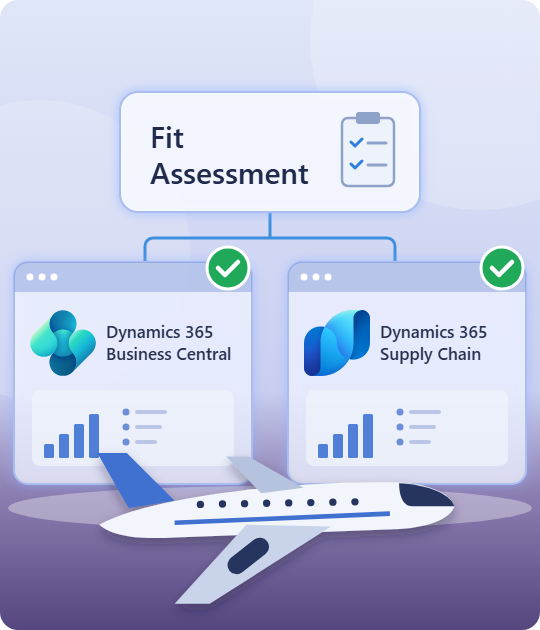 Fit
Assessment
Dynamics 365
Business Central
Dynamics 365
Supply Chain